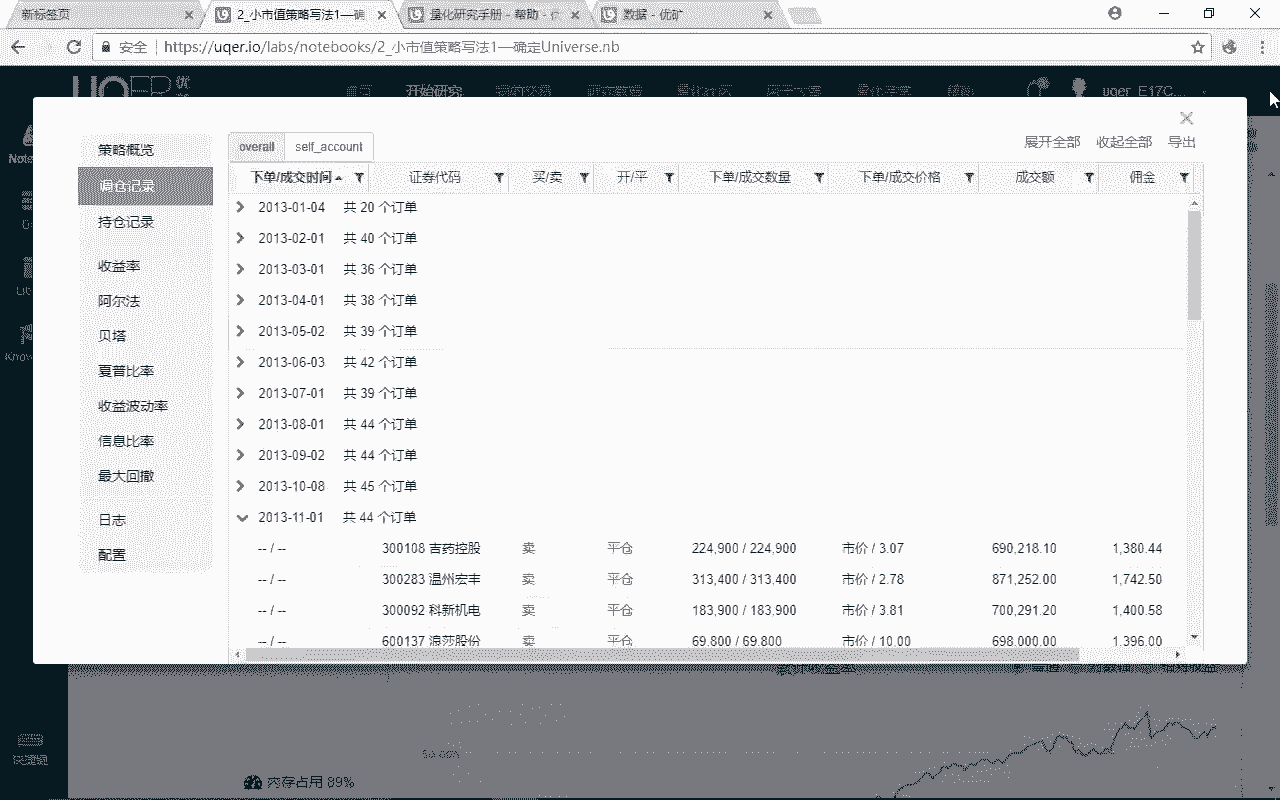 新标签页
2_小市值策略写法1—确
量化研究手册 - 帮助 - 优
数据 - 优矿
安全 https://uqer.io/labs/notebooks/2_小市值策略写法1—确定Universe.nb
UQER 优
开始研究
uqer_E17C...
策略概览
调仓记录
持仓记录
收益率
阿尔法
贝塔
夏普比率
收益波动率
信息比率
最大回撤
日志
配置
overall self_account
展开全部 收起全部 导出
下单/成交时间 证券代码 买/卖 开/平 下单/成交数量 下单/成交价格 成交额 佣金
2013-01-04 共 20 个订单
2013-02-01 共 40 个订单
2013-03-01 共 36 个订单
2013-04-01 共 38 个订单
2013-05-02 共 39 个订单
2013-06-03 共 42 个订单
2013-07-01 共 39 个订单
2013-08-01 共 44 个订单
2013-09-02 共 44 个订单
2013-10-08 共 45 个订单
2013-11-01 共 44 个订单
-- / -- 300108 吉药控股 卖 平仓 224,900 / 224,900 市价 / 3.07 690,218.10 1,380.44
-- / -- 300283 温州宏丰 卖 平仓 313,400 / 313,400 市价 / 2.78 871,252.00 1,742.50
-- / -- 300092 科新机电 卖 平仓 183,900 / 183,900 市价 / 3.81 700,291.20 1,400.58
-- / -- 600137 浪莎股份 卖 平仓 69,800 / 69,800 市价 / 10.00 698,000.00 1,396.00
内存占用 89%